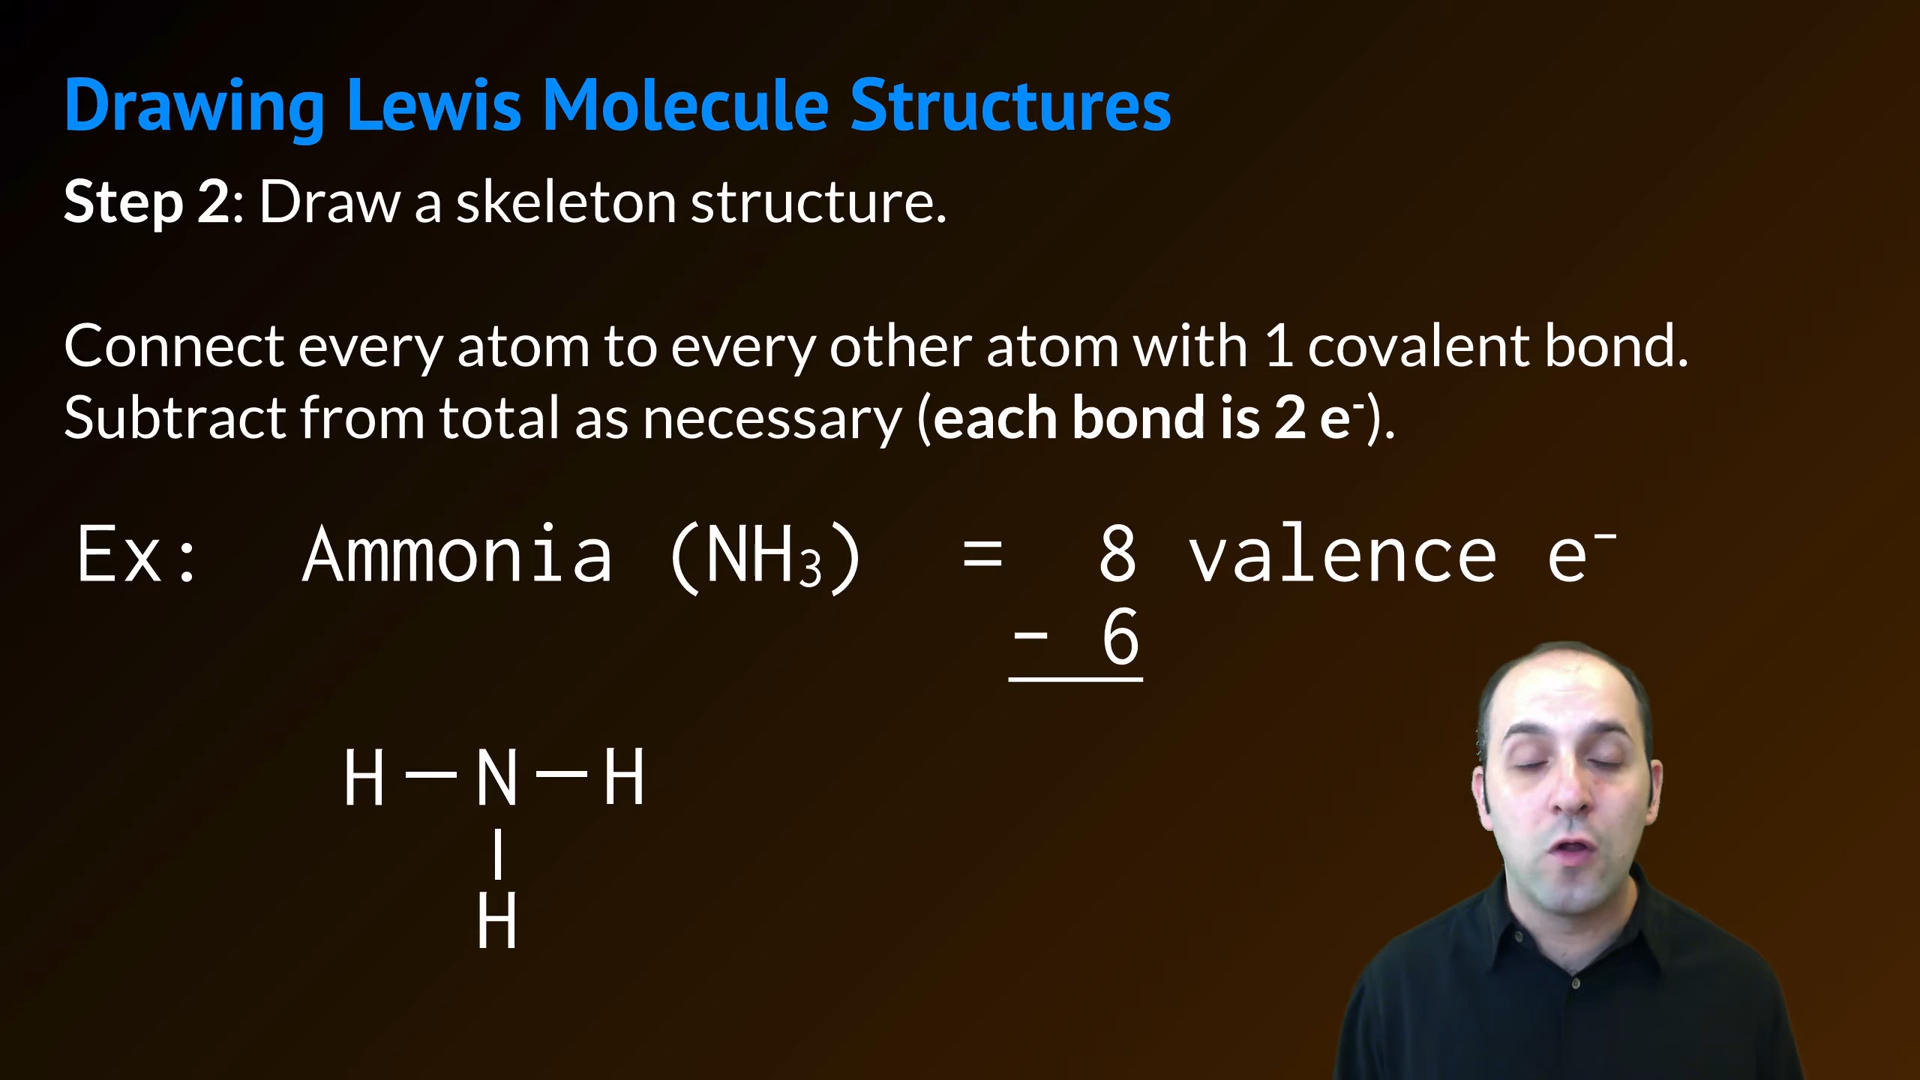 Drawing Lewis Molecule Structures
Step 2: Draw a skeleton structure.
Connect every atom to every other atom with 1 covalent bond.
Subtract from total as necessary (each bond is 2 e⁻).
Ex: Ammonia (NH₃) = 8 valence e⁻
− 6
H — N — H
|
H